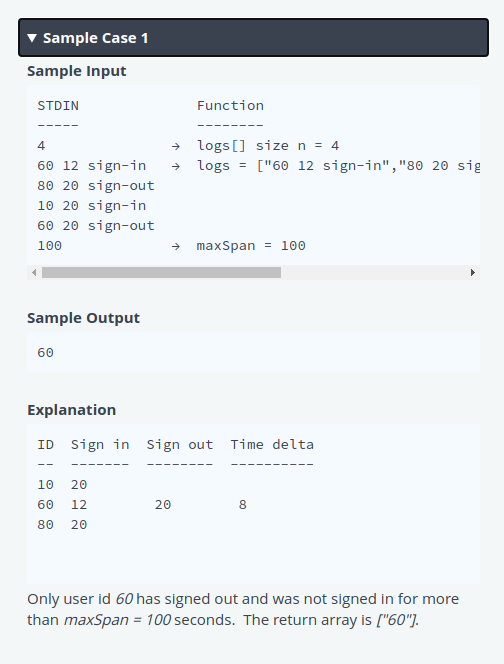 ▼ Sample Case 1
Sample Input
STDIN Function
----- --------
4 → logs[] size n = 4
60 12 sign-in → logs = ["60 12 sign-in","80 20 sig
80 20 sign-out
10 20 sign-in
60 20 sign-out
100 → maxSpan = 100
Sample Output
60
Explanation
ID Sign in Sign out Time delta
-- ------- -------- ----------
10 20
60 12 20 8
80 20
Only user id 60 has signed out and was not signed in for more
than maxSpan = 100 seconds. The return array is ["60"].